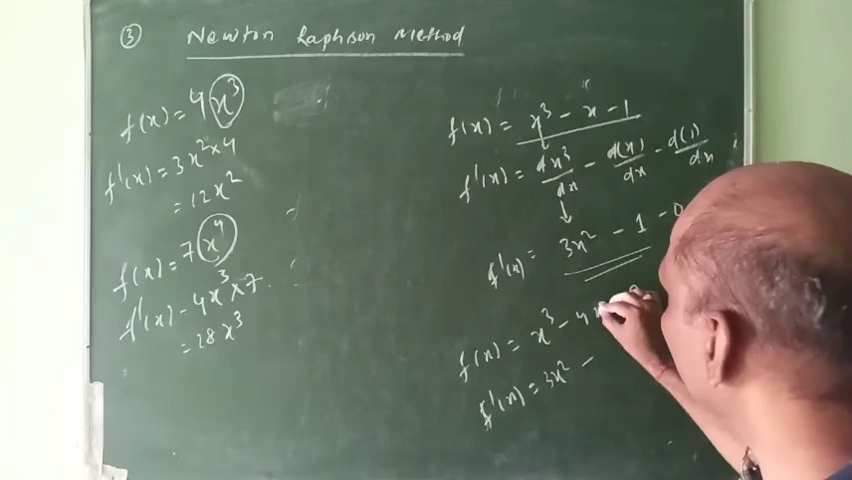 ③ Newton Raphson Method
f(x) = 4x³
f'(x) = 3x²×4
= 12x²
f(x) = 7x⁴
f'(x) = 4x³×7
= 28x³
f(x) = x³ - x - 1
f'(x) = dx³/dx - d(x)/dx - d(1)/dx
f'(x) = 3x² - 1 - 0
f(x) = x³ - 4x
f'(x) = 3x² -